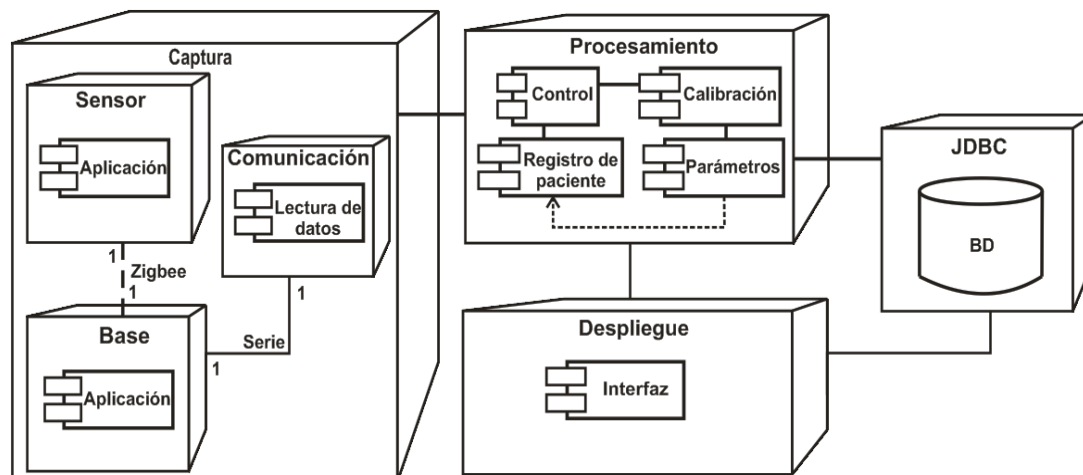 Captura
Sensor
Aplicación
Comunicación
Lectura de
datos
1
Zigbee
1
1
Base
Serie
1
Aplicación
Procesamiento
Control
Calibración
Registro de
paciente
Parámetros
JDBC
BD
Despliegue
Interfaz